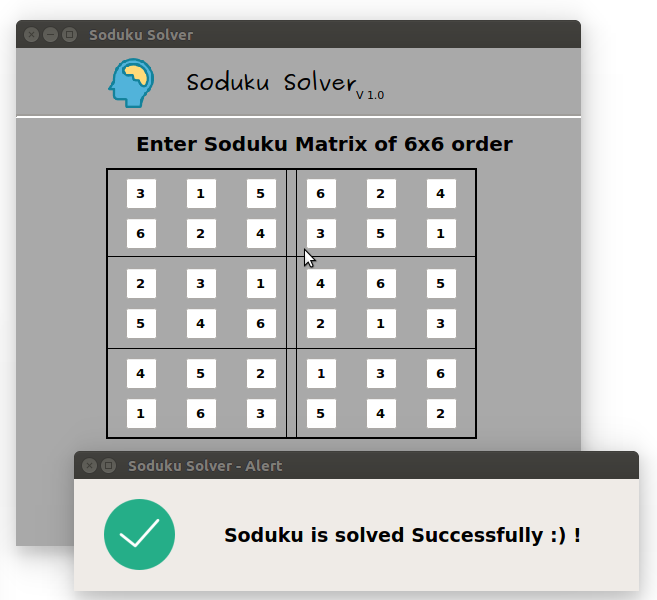 Soduku Solver
Soduku Solver V 1.0
Enter Soduku Matrix of 6x6 order
3 1 5 6 2 4
6 2 4 3 5 1
2 3 1 4 6 5
5 4 6 2 1 3
4 5 2 1 3 6
1 6 3 5 4 2
Soduku Solver - Alert
Soduku is solved Successfully :) !